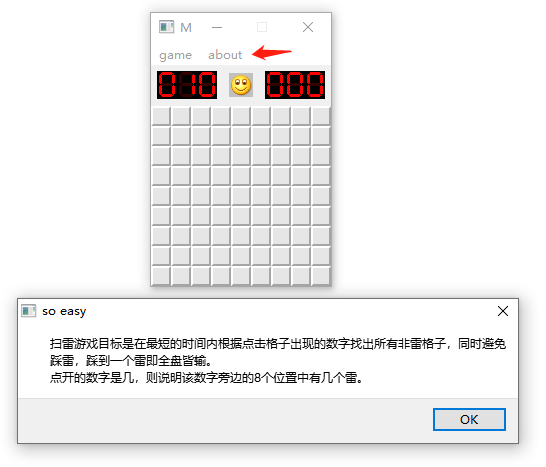 M
game about
010 000
so easy
扫雷游戏目标是在最短的时间内根据点击格子出现的数字找出所有非雷格子，同时避免
踩雷，踩到一个雷即全盘皆输。
点开的数字是几，则说明该数字旁边的8个位置中有几个雷。
OK